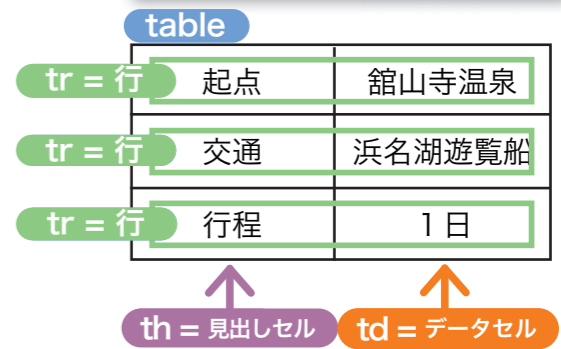 table
tr = 行 起点 舘山寺温泉
tr = 行 交通 浜名湖遊覧船
tr = 行 行程 1日
th = 見出しセル td = データセル